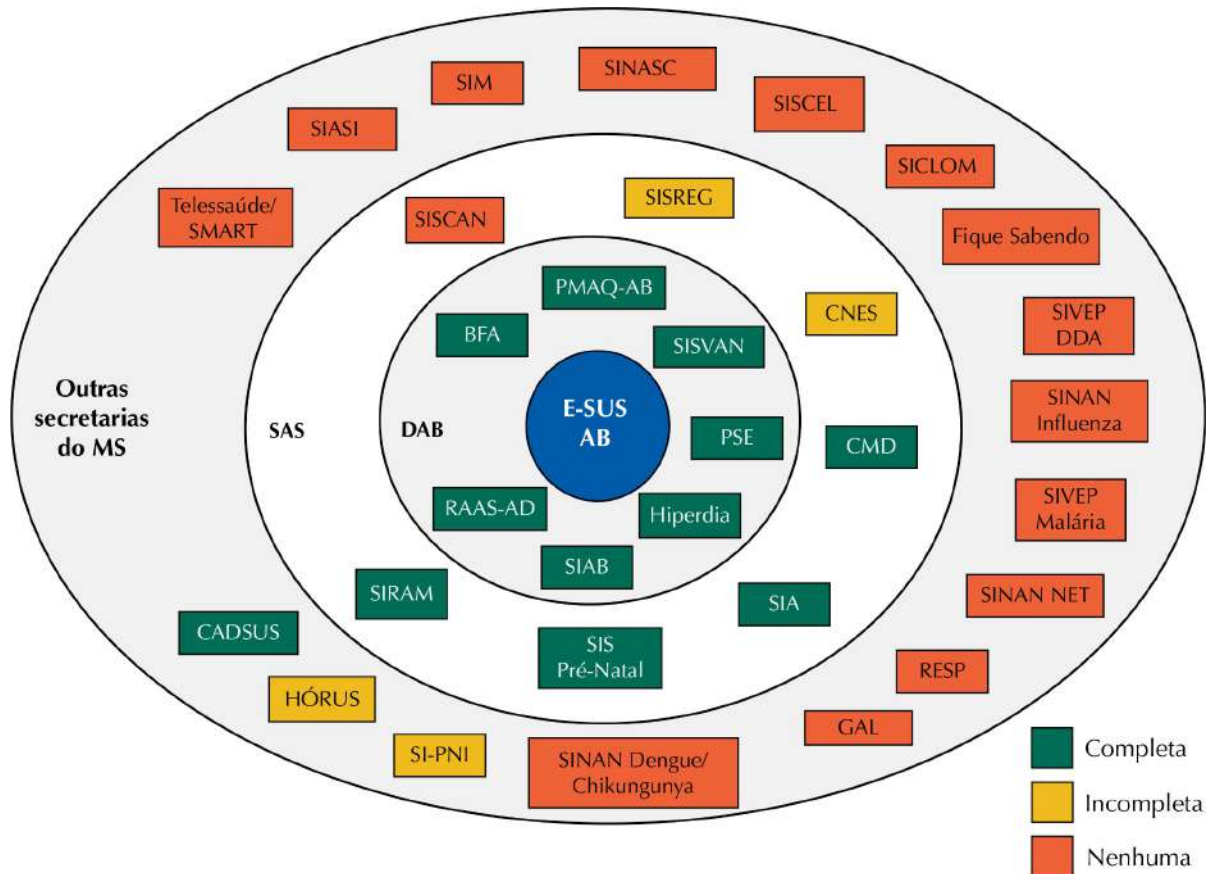 SINASC
SIM
SISCEL
SIASI
SICLOM
Telessaúde/
SMART
SISREG
SISCAN
Fique Sabendo
PMAQ-AB
CNES
SIVEP
DDA
BFA
SISVAN
Outras
secretarias
do MS
SAS
DAB
E-SUS
AB
PSE
CMD
SINAN
Influenza
RAAS-AD
Hiperdia
SIVEP
Malária
SIAB
SIRAM
SIA
SINAN NET
CADSUS
SIS
Pré-Natal
RESP
HÓRUS
GAL
SI-PNI
SINAN Dengue/
Chikungunya
Completa
Incompleta
Nenhuma